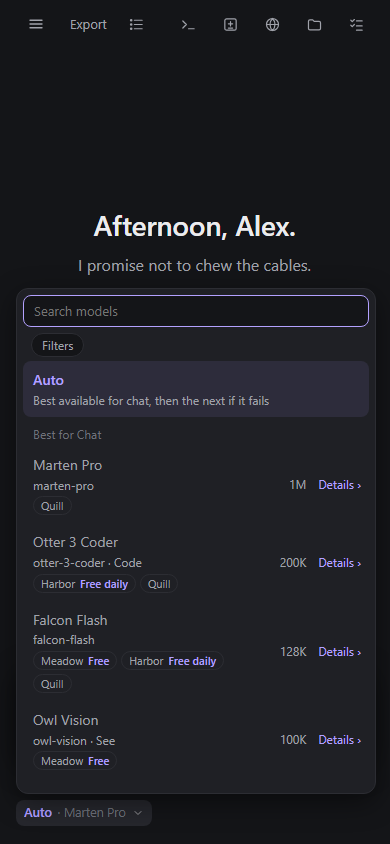 Export
Afternoon, Alex.
I promise not to chew the cables.
Search models
Filters
Auto
Best available for chat, then the next if it fails
Best for Chat
Marten Pro
marten-pro
1M Details ›
Quill
Otter 3 Coder
otter-3-coder · Code
200K Details ›
Harbor Free daily Quill
Falcon Flash
falcon-flash
Meadow Free Harbor Free daily
128K Details ›
Quill
Owl Vision
owl-vision · See
100K Details ›
Meadow Free
Auto · Marten Pro